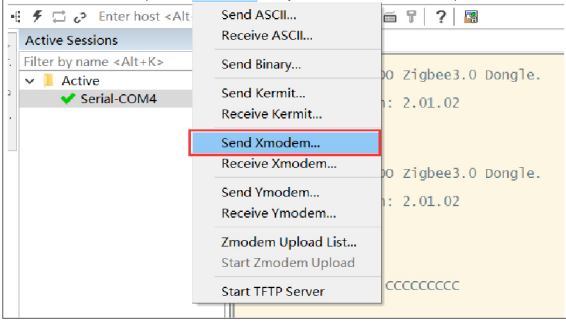 Enter host <Alt
Active Sessions
Filter by name <Alt+K>
Active
Serial-COM4
Send ASCII...
Receive ASCII...
Send Binary...
Send Kermit...
Receive Kermit...
Send Xmodem...
Receive Xmodem...
Send Ymodem...
Receive Ymodem...
Zmodem Upload List...
Start Zmodem Upload
Start TFTP Server
Zigbee3.0 Dongle.
: 2.01.02
Zigbee3.0 Dongle.
: 2.01.02
CCCCCCCCC